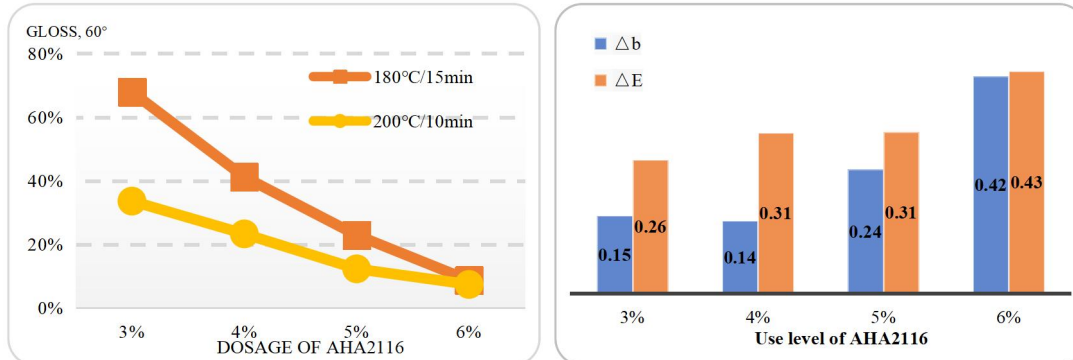 GLOSS, 60°
80%
60%
40%
20%
0%
180°C/15min
200°C/10min
3% 4% 5% 6%
DOSAGE OF AHA2116
△b
△E
0.15 0.26 0.14 0.31 0.24 0.31 0.42 0.43
3% 4% 5% 6%
Use level of AHA2116